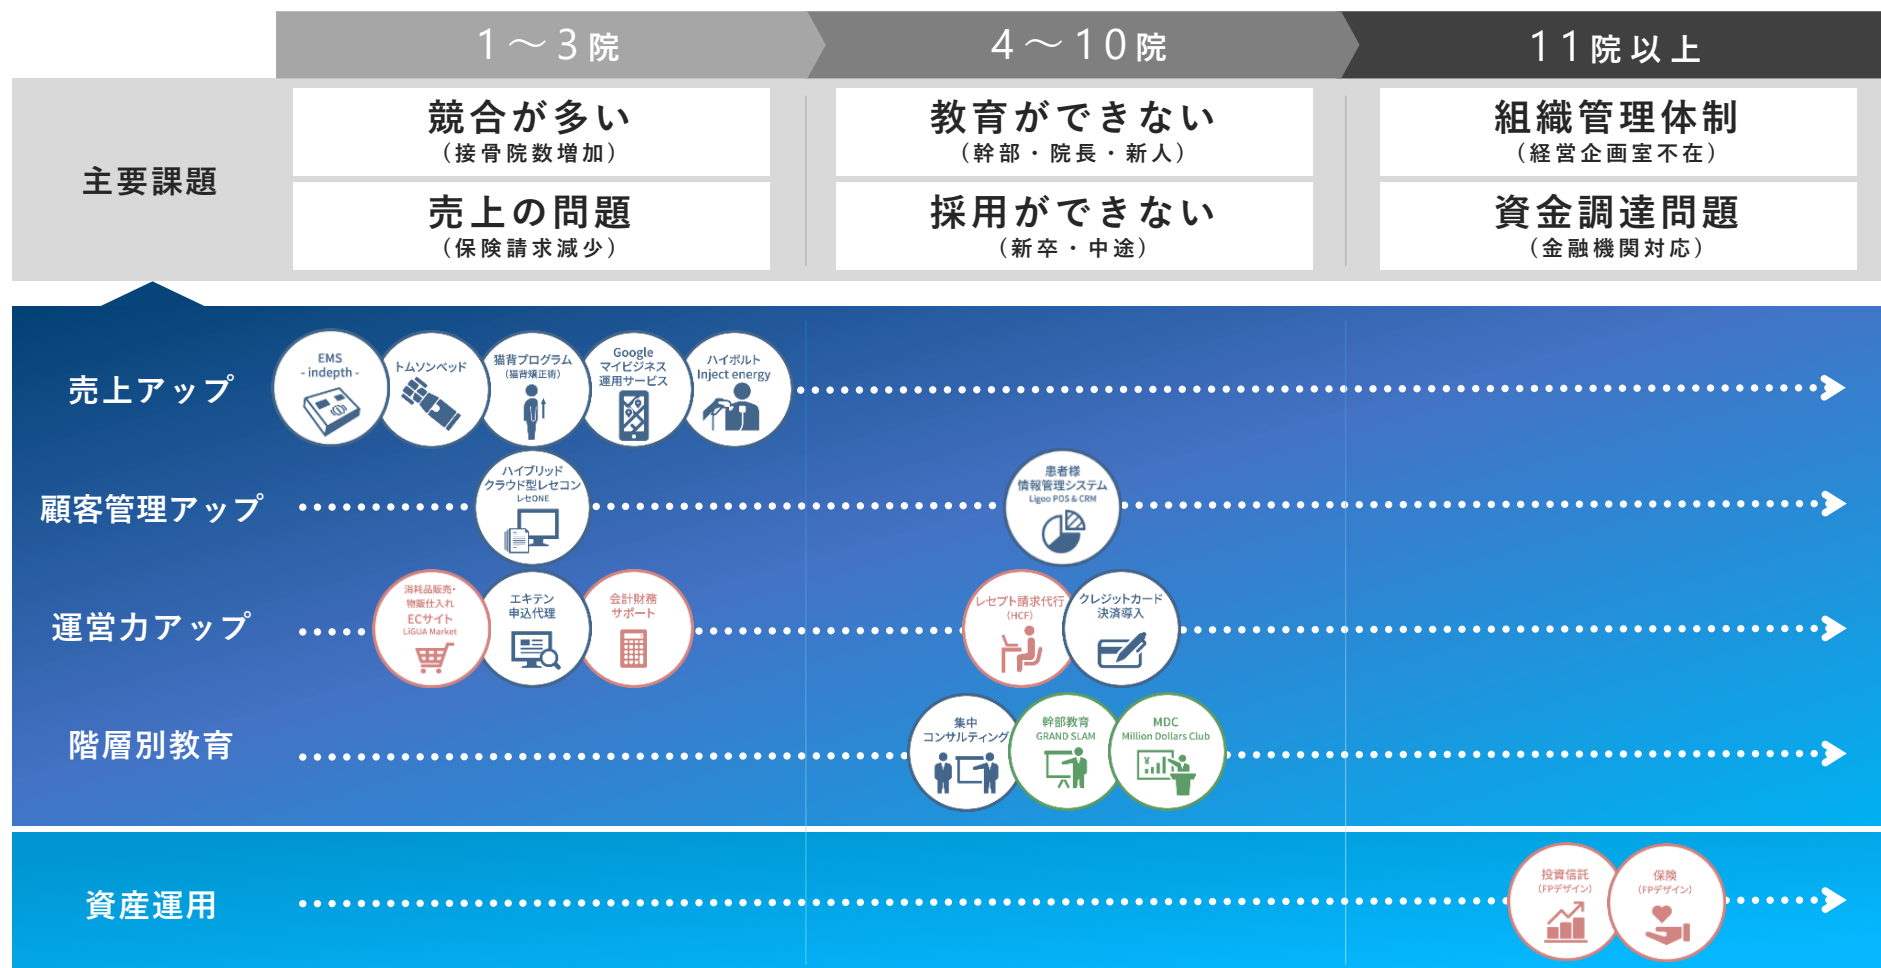 1〜3院
4〜10院
11院以上
主要課題
競合が多い
（接骨院数増加）
売上の問題
（保険請求減少）
教育ができない
（幹部・院長・新人）
採用ができない
（新卒・中途）
組織管理体制
（経営企画室不在）
資金調達問題
（金融機関対応）
売上アップ
EMS
- indepth -
トムソンベッド
猫背プログラム
（猫背矯正術）
Google
マイビジネス
運用サービス
ハイボルト
Inject energy
顧客管理アップ
ハイブリッド
クラウド型レセコン
レセONE
患者様
情報管理システム
Ligoo POS & CRM
運営力アップ
消耗品販売・
物販仕入れ
ECサイト
LiGUA Market
エキテン
申込代理
会計財務
サポート
レセプト請求代行
（HCF）
クレジットカード
決済導入
階層別教育
集中
コンサルティング
幹部教育
GRAND SLAM
MDC
Million Dollars Club
¥
資産運用
投資信託
（FPデザイン）
保険
（FPデザイン）